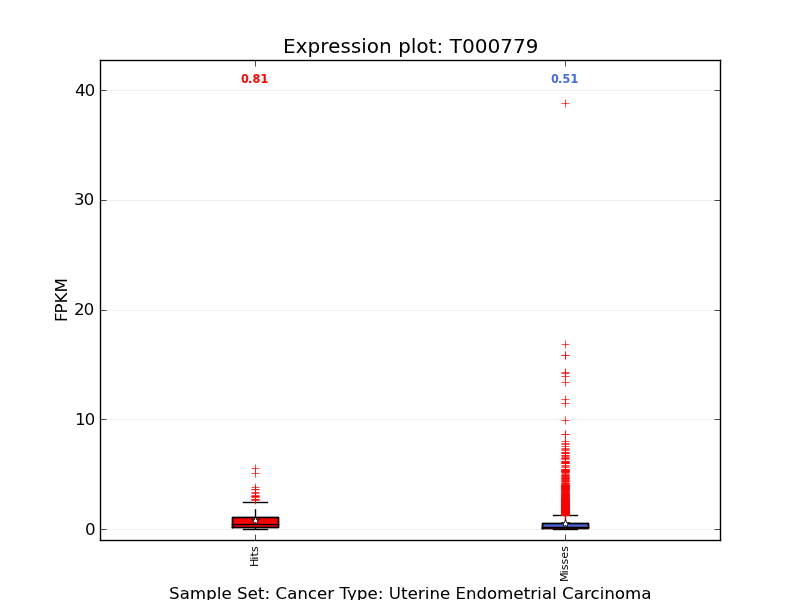 Expression plot: T000779
0.81
0.51
40
30
20
10
0
FPKM
Hits
Misses
Sample Set: Cancer Type: Uterine Endometrial Carcinoma